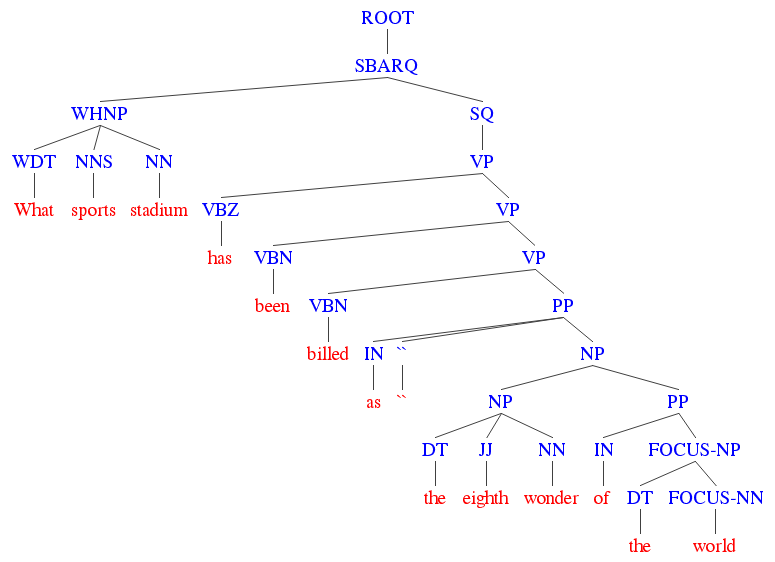 ROOT
SBARQ
WHNP SQ
WDT NNS NN VP
What sports stadium VBZ VP
has VBN VP
been VBN PP
billed IN `` NP
as `` NP PP
DT JJ NN IN FOCUS-NP
the eighth wonder of DT FOCUS-NN
the world